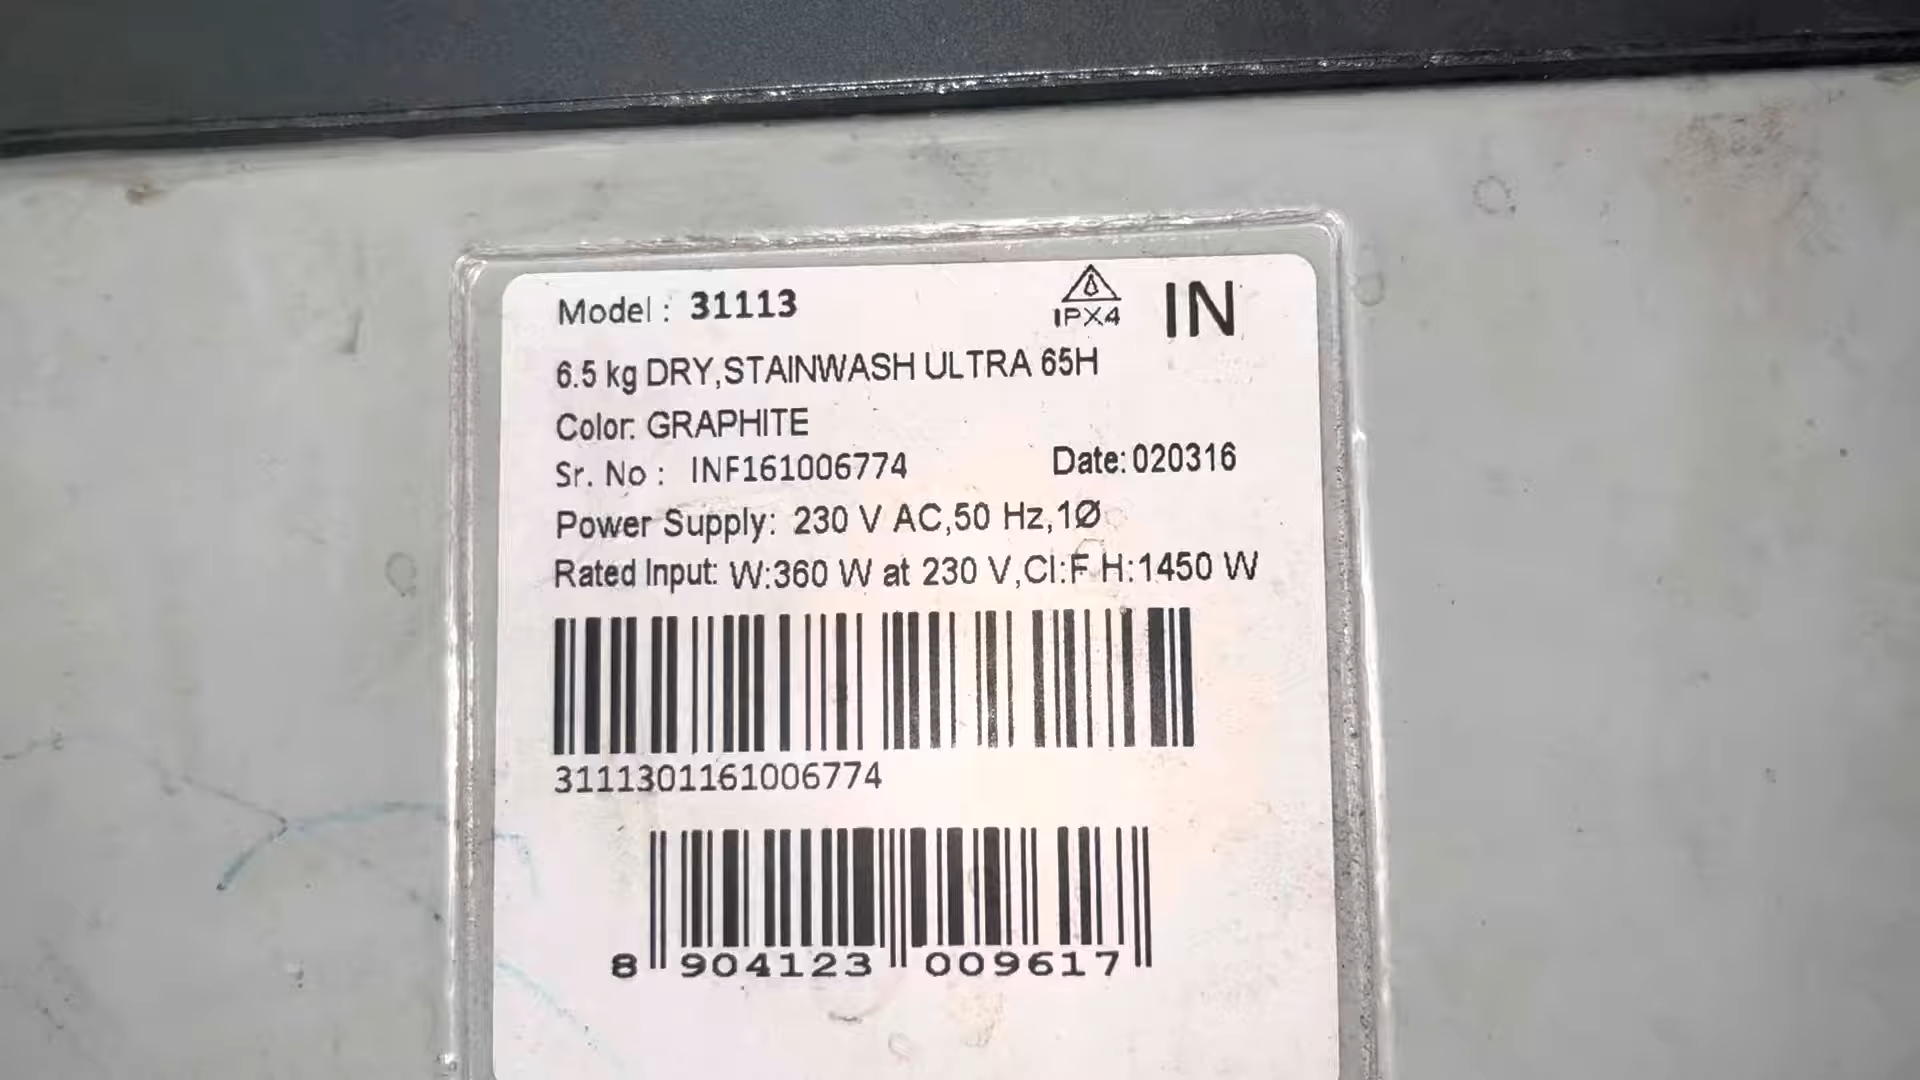 Model : 31113
IPX4
IN
6.5 kg DRY,STAINWASH ULTRA 65H
Color: GRAPHITE
Sr. No : INF161006774 Date: 020316
Power Supply: 230 V AC,50 Hz,1Ø
Rated Input: W:360 W at 230 V,Cl:F H:1450 W
3111301161006774
8 904123 009617